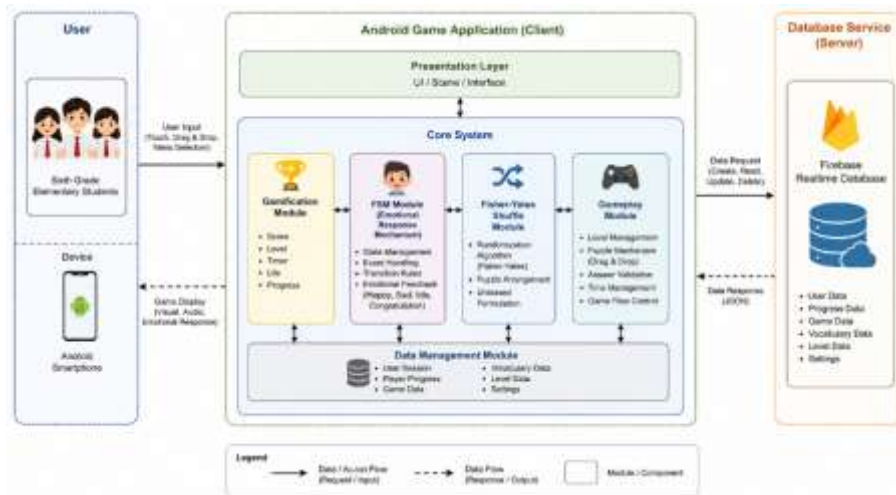 User
Sixth-Grade
Elementary Students
Device
Android
Smartphone
User Input
(Touch, Drag & Drop,
Menu Selection)
Game Display
(Visual, Audio,
Emotional Response)
Android Game Application (Client)
Presentation Layer
UI / Scene / Interface
Core System
Gamification
Module
Score
Level
Timer
Life
Progress
FSM Module
(Emotional
Response
Mechanism)
State Management
Event Handling
Transition Rules
Emotional Feedback
(Happy, Sad, Idle,
Congratulation)
Fisher-Yates
Shuffle
Module
Randomization
Algorithm
(Fisher-Yates)
Puzzle Arrangement
Unbiased
Permutation
Gameplay
Module
Level Management
Puzzle Mechanism
(Drag & Drop)
Answer Validation
Time Management
Game Flow Control
Data Management Module
User Session
Player Progress
Game Data
Vocabulary Data
Level Data
Settings
Data Request
(Create, Read,
Update, Delete)
Data Response
(JSON)
Database Service
(Server)
Firebase
Realtime Database
User Data
Progress Data
Game Data
Vocabulary Data
Level Data
Settings
Legend
Data / Action Flow
(Request / Input)
Data Flow
(Response / Output)
Module / Component